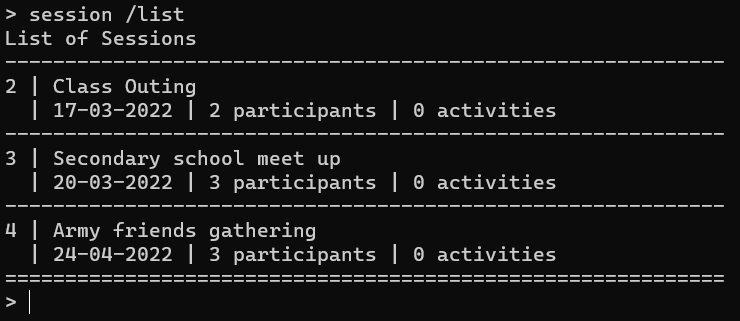 > session /list
List of Sessions
------------------------------------------------------------
2 | Class Outing
  | 17-03-2022 | 2 participants | 0 activities
------------------------------------------------------------
3 | Secondary school meet up
  | 20-03-2022 | 3 participants | 0 activities
------------------------------------------------------------
4 | Army friends gathering
  | 24-04-2022 | 3 participants | 0 activities
============================================================
>